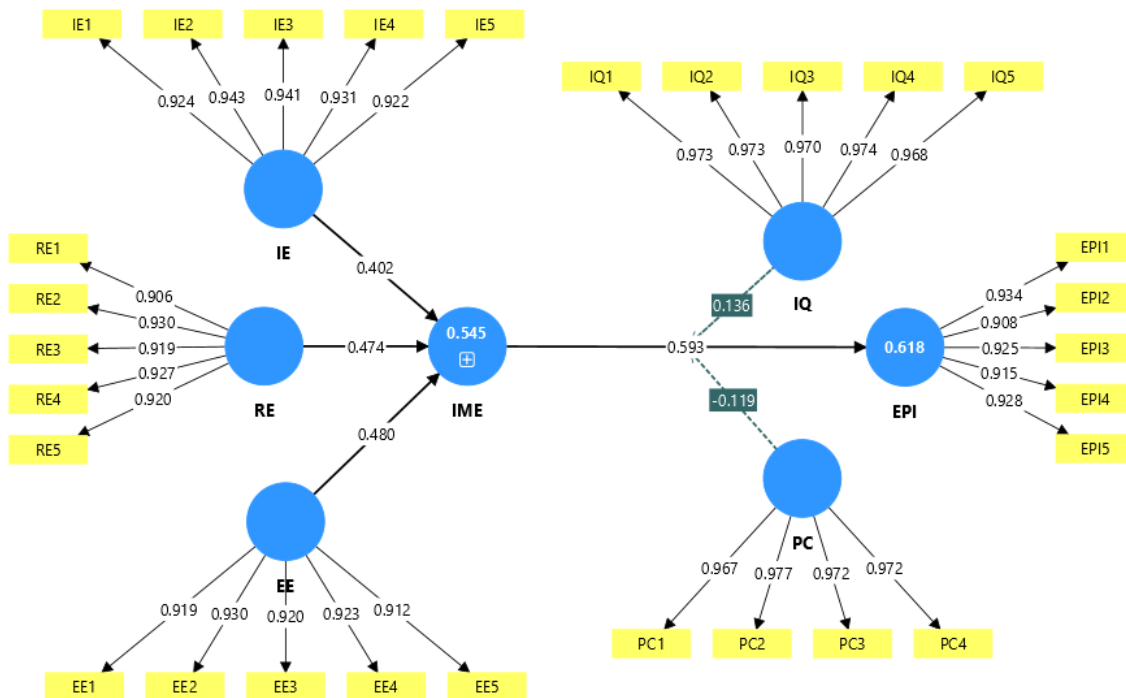 IE1 IE2 IE3 IE4 IE5
0.924 0.943 0.941 0.931 0.922
IE
0.402
IQ1 IQ2 IQ3 IQ4 IQ5
0.973 0.973 0.970 0.974 0.968
IQ
0.136
RE1
RE2
RE3
RE4
RE5
0.906
0.930
0.919
0.927
0.920
RE
0.474
0.545
IME
0.593
0.618
EPI
0.934
0.908
0.925
0.915
0.928
EPI1
EPI2
EPI3
EPI4
EPI5
-0.119
0.480
EE
0.919 0.930 0.920 0.923 0.912
EE1 EE2 EE3 EE4 EE5
PC
0.967 0.977 0.972 0.972
PC1 PC2 PC3 PC4